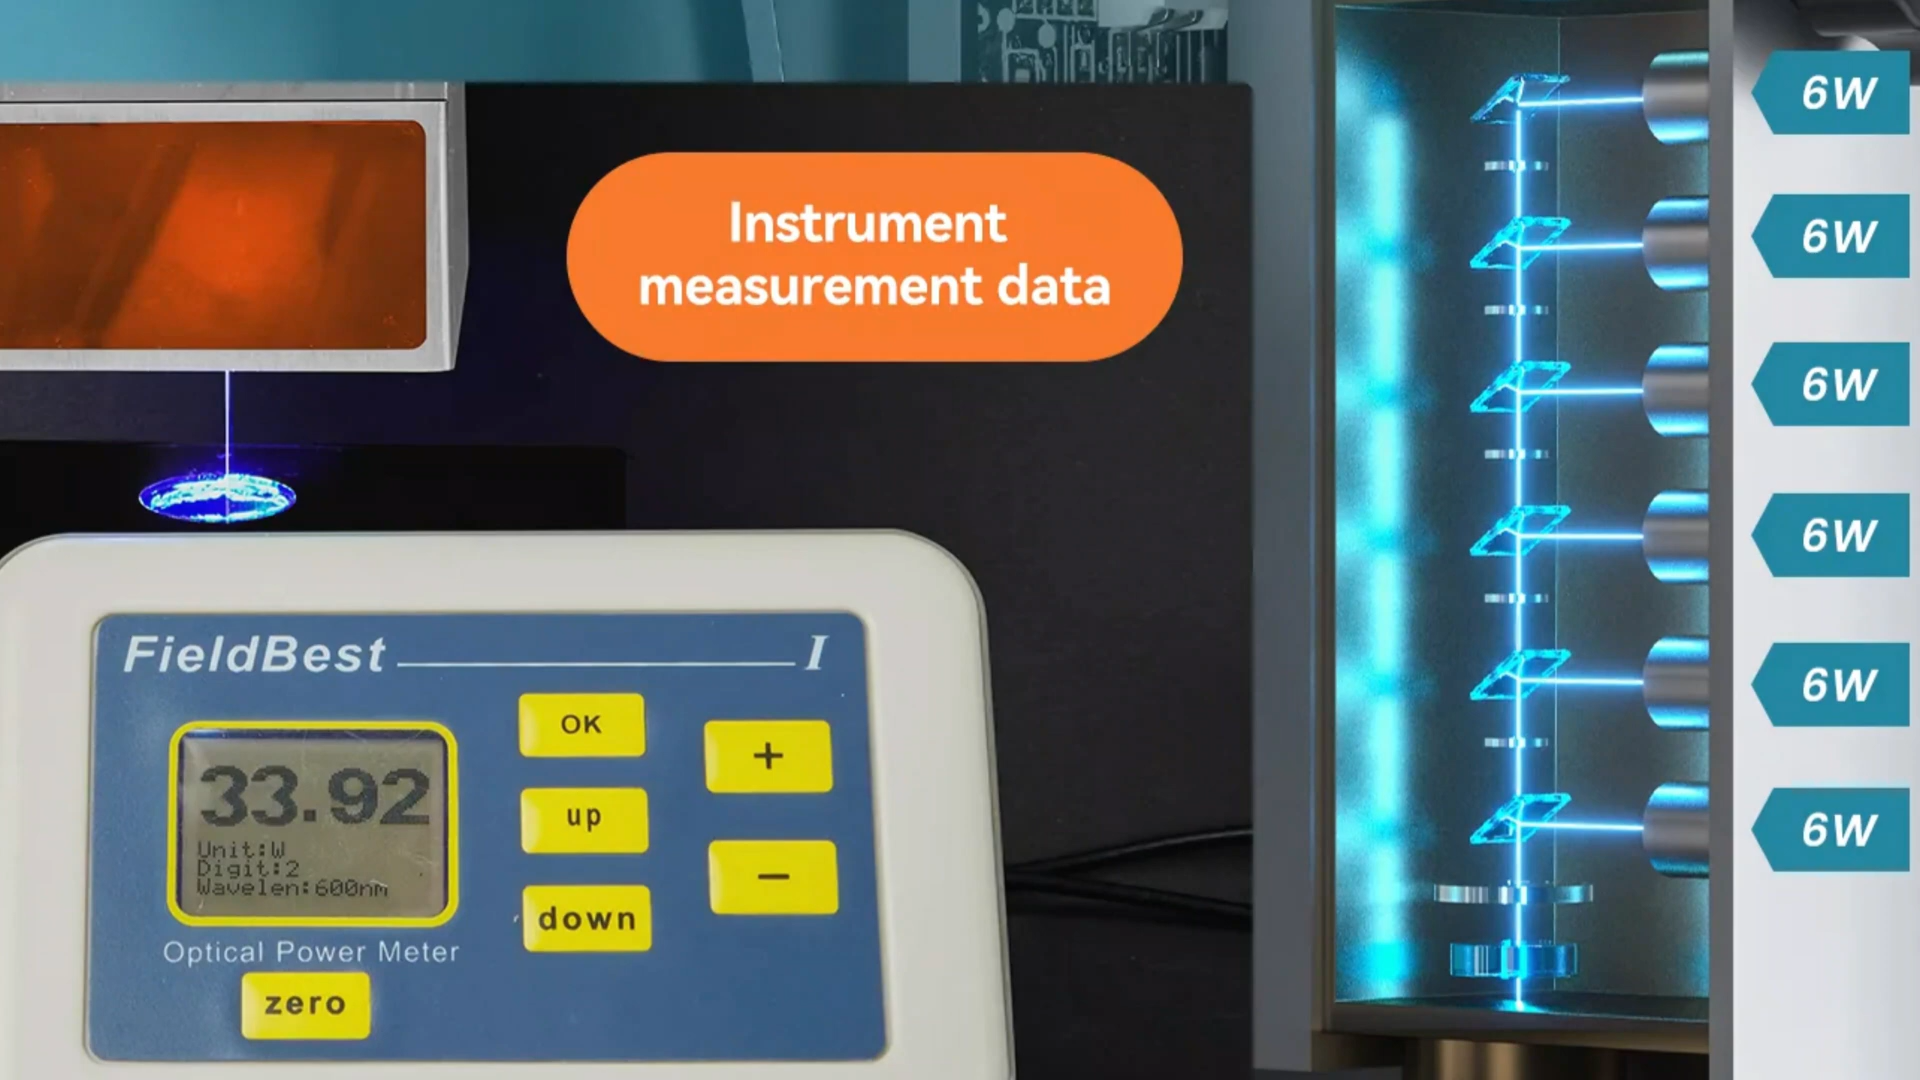 Instrument
measurement data
FieldBest I
33.92
Unit:W
Digit:2
Wavelen:600nm
Optical Power Meter
OK
up
down
+
−
zero
6W
6W
6W
6W
6W
6W